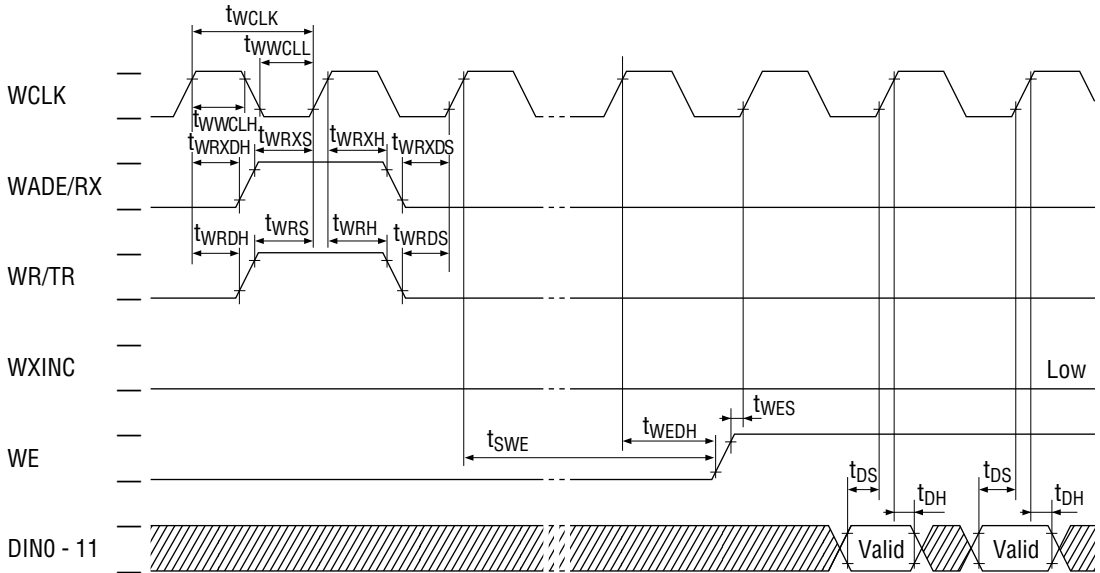 tWCLK
tWWCLL
WCLK
tWWCLH
tWRXDH tWRXS tWRXH tWRXDS
WADE/RX
tWRDH tWRS tWRH tWRDS
WR/TR
WXINC
Low
tWES
tSWE tWEDH
WE
tDS tDH tDS tDH
DIN0 - 11
Valid Valid